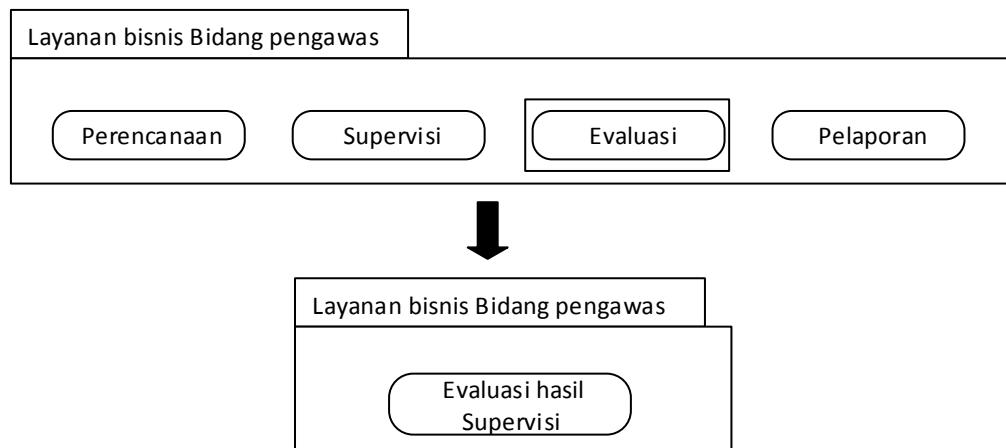 Layanan bisnis Bidang pengawas
Perencanaan
Supervisi
Evaluasi
Pelaporan
Layanan bisnis Bidang pengawas
Evaluasi hasil
Supervisi